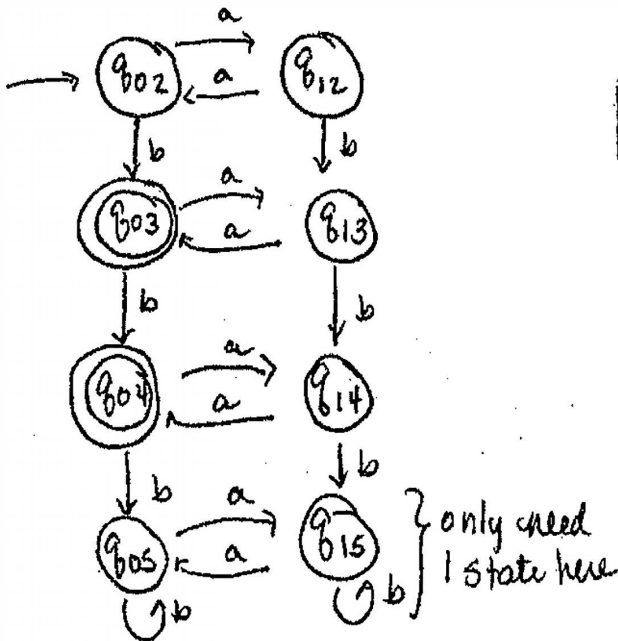 a
q02 q12
a
b b
a
q03 q13
a
b b
a
q04 q14
a
b b
a
q05 q15
a
b b
only need
1 state here